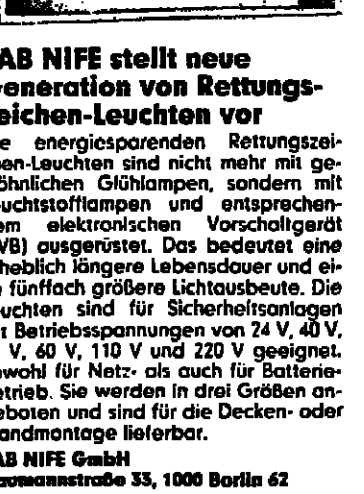 AB NIFE stellt neue
eneration von Rettungs-
eichen-Leuchten vor
e energiesparenden Rettungszei-
en-Leuchten sind nicht mehr mit ge-
öhnlichen Glühlampen, sondern mit
uchtstofflampen und entsprechen-
em elektronischen Vorschaltgerät
VB) ausgerüstet. Das bedeutet eine
heblich längere Lebensdauer und ei-
e fünffach größere Lichtausbeute. Die
uchten sind für Sicherheitsanlagen
t Betriebsspannungen von 24 V, 40 V,
V, 60 V, 110 V und 220 V geeignet.
wohl für Netz- als auch für Batterie-
etrieb. Sie werden in drei Größen an-
eboten und sind für die Decken- oder
andmontage lieferbar.
AB NIFE GmbH
aumannstraße 33, 1000 Berlin 62